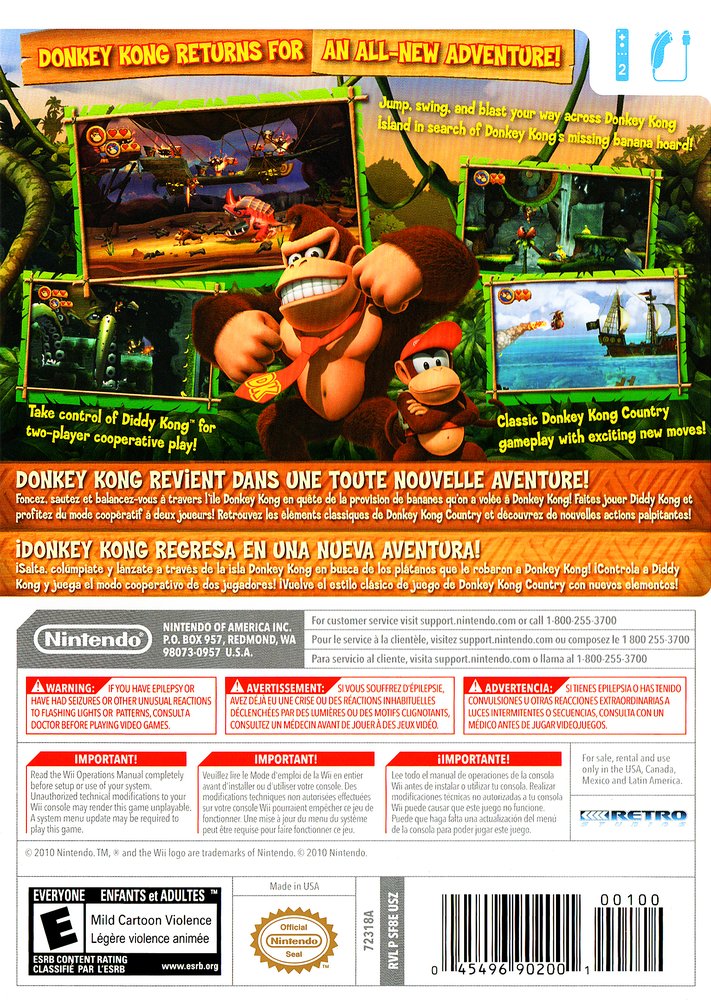 DONKEY KONG RETURNS FOR AN ALL-NEW ADVENTURE!
2
Jump, swing, and blast your way across Donkey Kong
Island in search of Donkey Kong's missing banana hoard!
Take control of Diddy Kong™ for
two-player cooperative play!
Classic Donkey Kong Country
gameplay with exciting new moves!
DK
DONKEY KONG REVIENT DANS UNE TOUTE NOUVELLE AVENTURE!
Foncez, sautez et balancez-vous à travers l'île Donkey Kong en quête de la provision de bananes qu'on a volée à Donkey Kong! Faites jouer Diddy Kong et
profitez du mode coopératif à deux joueurs! Retrouvez les éléments classiques de Donkey Kong Country et découvrez de nouvelles actions palpitantes!
¡DONKEY KONG REGRESA EN UNA NUEVA AVENTURA!
¡Salta, colúmpiate y lánzate a través de la isla Donkey Kong en busca de los plátanos que le robaron a Donkey Kong! ¡Controla a Diddy
Kong y juega el modo cooperativo de dos jugadores! ¡Vuelve el estilo clásico de juego de Donkey Kong Country con nuevos elementos!
Nintendo®
NINTENDO OF AMERICA INC.
P.O. BOX 957, REDMOND, WA
98073-0957 U.S.A.
For customer service visit support.nintendo.com or call 1-800-255-3700
Pour le service à la clientèle, visitez support.nintendo.com ou composez le 1 800 255-3700
Para servicio al cliente, visita support.nintendo.com o llama al 1-800-255-3700
WARNING: IF YOU HAVE EPILEPSY OR
HAVE HAD SEIZURES OR OTHER UNUSUAL REACTIONS
TO FLASHING LIGHTS OR PATTERNS, CONSULT A
DOCTOR BEFORE PLAYING VIDEO GAMES.
AVERTISSEMENT: SI VOUS SOUFFREZ D'ÉPILEPSIE,
AVEZ DÉJÀ EU UNE CRISE OU DES RÉACTIONS INHABITUELLES
DÉCLENCHÉES PAR DES LUMIÈRES OU DES MOTIFS CLIGNOTANTS,
CONSULTEZ UN MÉDECIN AVANT DE JOUER À DES JEUX VIDÉO.
ADVERTENCIA: SI TIENES EPILEPSIA O HAS TENIDO
CONVULSIONES U OTRAS REACCIONES EXTRAORDINARIAS A
LUCES INTERMITENTES O SECUENCIAS, CONSULTA CON UN
MÉDICO ANTES DE JUGAR VIDEOJUEGOS.
IMPORTANT!
Read the Wii Operations Manual completely
before setup or use of your system.
Unauthorized technical modifications to your
Wii console may render this game unplayable.
A system menu update may be required to
play this game.
IMPORTANT!
Veuillez lire le Mode d'emploi de la Wii en entier
avant d'installer ou d'utiliser votre console. Des
modifications techniques non autorisées effectuées
sur votre console Wii pourraient empêcher ce jeu de
fonctionner. Une mise à jour du menu du système
peut être requise pour faire fonctionner ce jeu.
¡IMPORTANTE!
Lee todo el manual de operaciones de la consola
Wii antes de instalar o utilizar tu consola. Realizar
modificaciones técnicas no autorizadas a tu consola
Wii puede causar que este juego no funcione.
Puede que haga falta una actualización del menú
de la consola para poder jugar este juego.
For sale, rental and use
only in the USA, Canada,
Mexico and Latin America.
RETRO
STUDIOS
© 2010 Nintendo. TM, ® and the Wii logo are trademarks of Nintendo. © 2010 Nintendo.
EVERYONE ENFANTS et ADULTES ™
E
Mild Cartoon Violence
Légère violence animée
ESRB CONTENT RATING
CLASSIFIÉ PAR L'ESRB
www.esrb.org
Made in USA
Official
Nintendo
Seal
™
72318A
RVL P SF8E USZ
00100
0 45496 90200 1